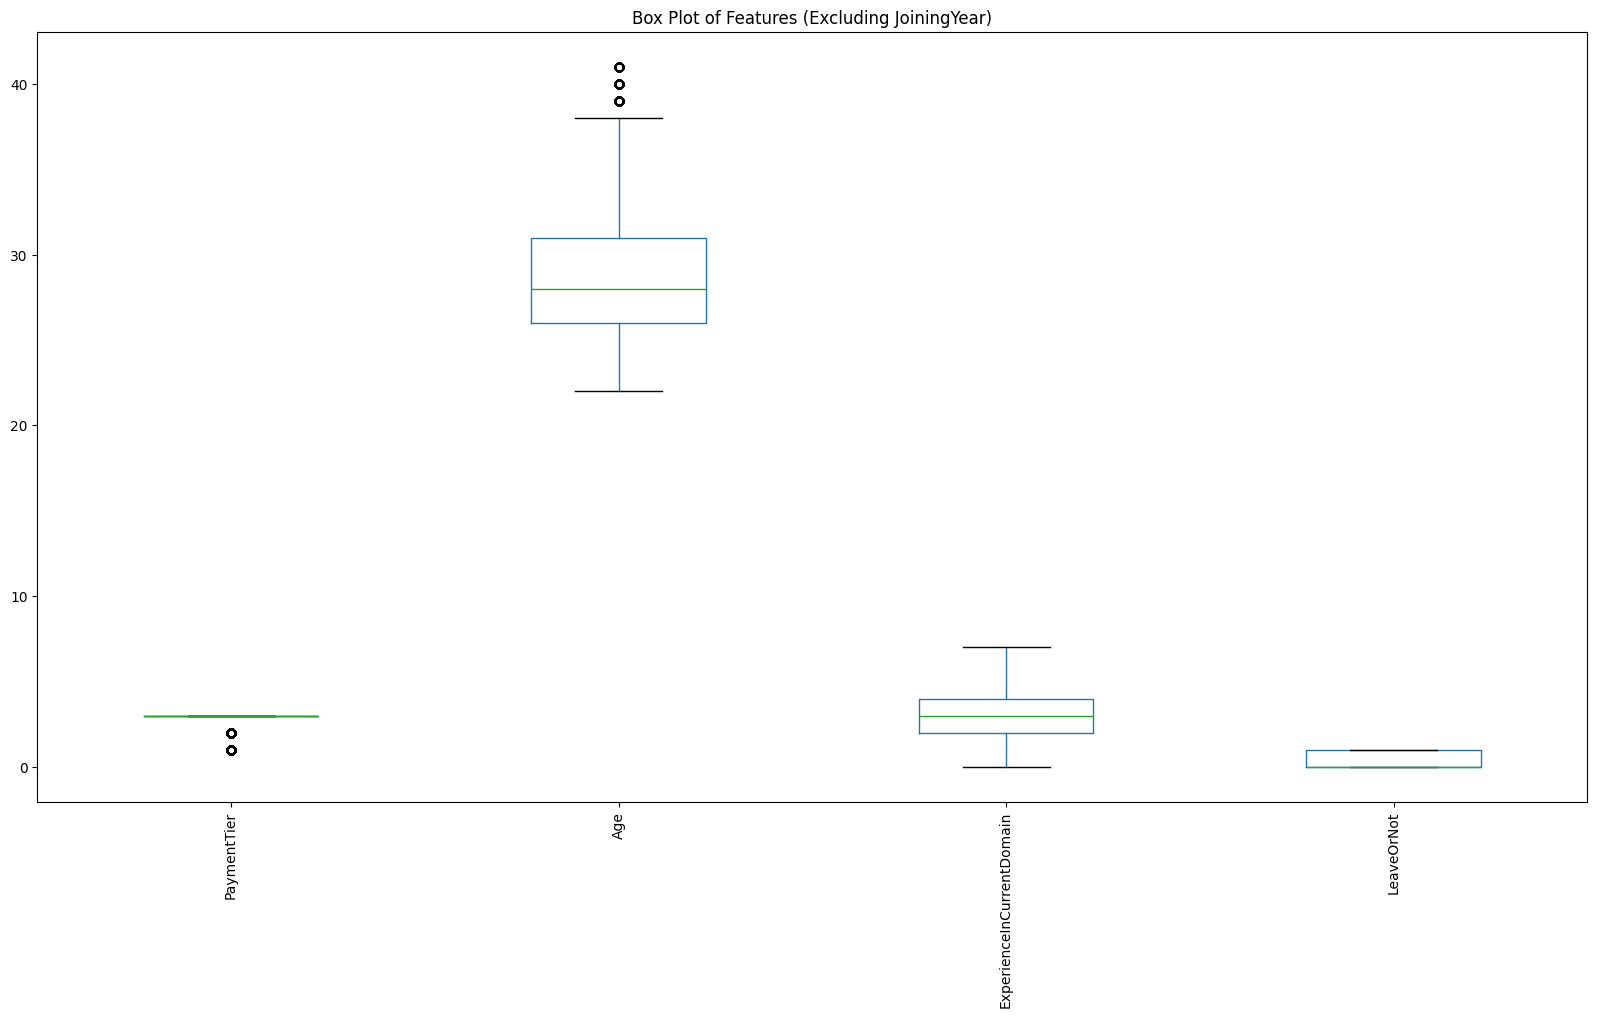 Box Plot of Features (Excluding JoiningYear)
40
30
20
10
0
PaymentTier
Age
ExperienceInCurrentDomain
LeaveOrNot